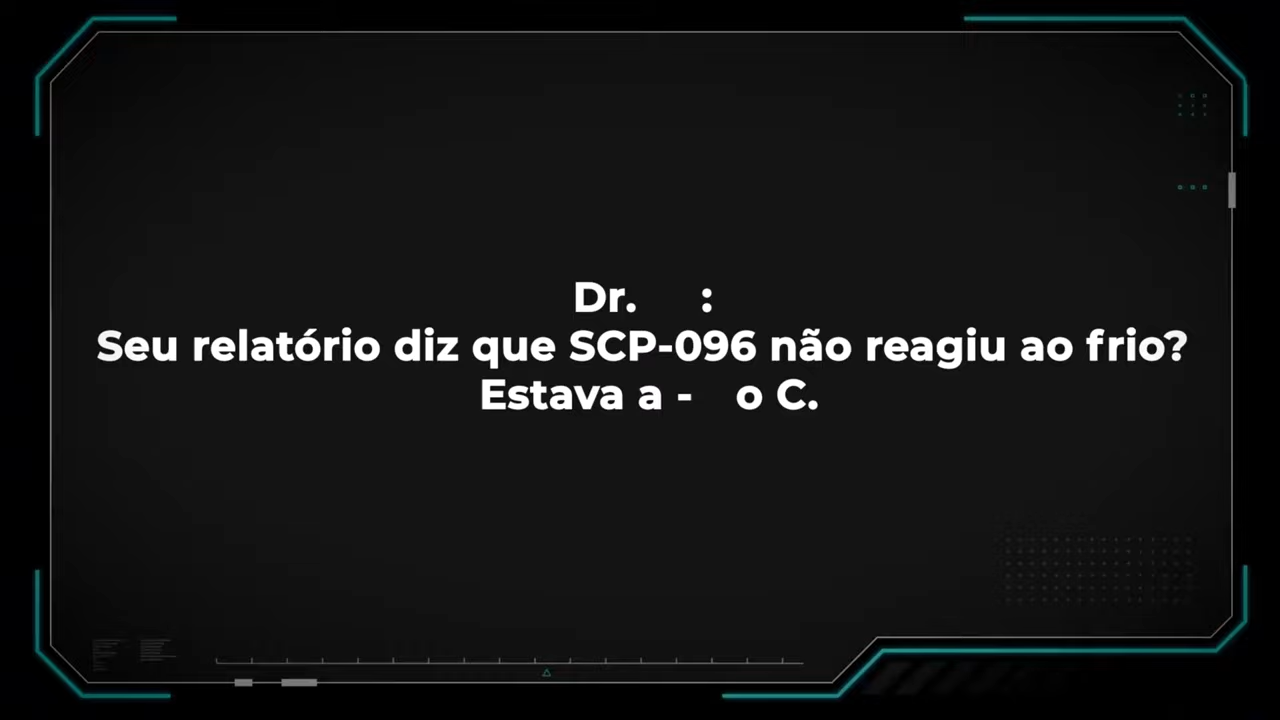 Dr. :
Seu relatório diz que SCP-096 não reagiu ao frio?
Estava a - o C.